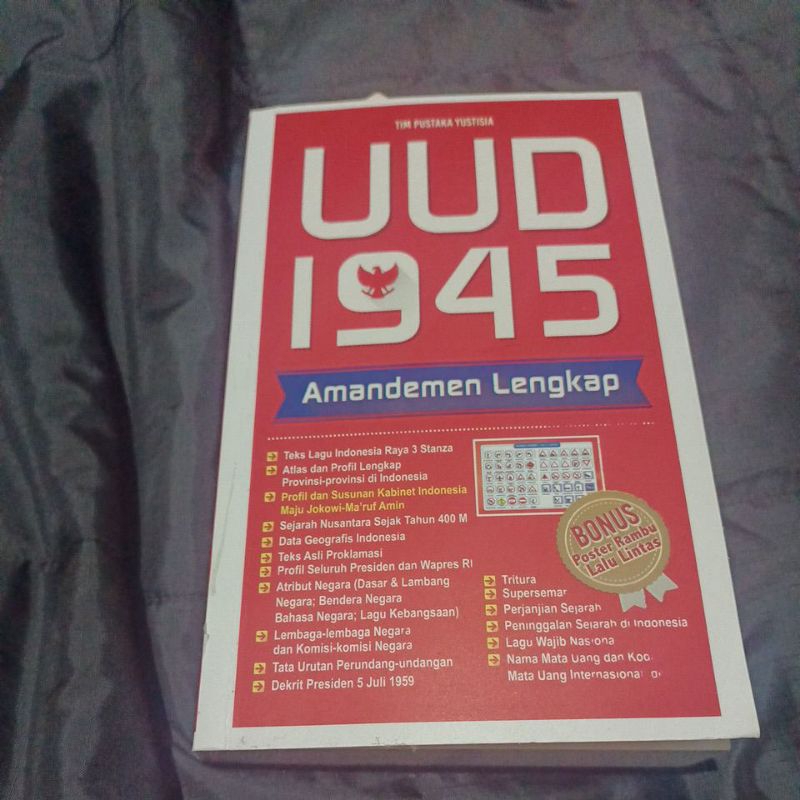 TIM PUSTAKA YUSTISIA
UUD
1945
Amandemen Lengkap
Teks Lagu Indonesia Raya 3 Stanza
Atlas dan Profil Lengkap
Provinsi-provinsi di Indonesia
Profil dan Susunan Kabinet Indonesia
Maju Jokowi-Ma'ruf Amin
Sejarah Nusantara Sejak Tahun 400 M
Data Geografis Indonesia
Teks Asli Proklamasi
Profil Seluruh Presiden dan Wapres RI
Atribut Negara (Dasar & Lambang
Negara; Bendera Negara
Bahasa Negara; Lagu Kebangsaan)
Lembaga-lembaga Negara
dan Komisi-komisi Negara
Tata Urutan Perundang-undangan
Dekrit Presiden 5 Juli 1959
BONUS
Poster Rambu
Lalu Lintas
Tritura
Supersemar
Perjanjian Sejarah
Peninggalan Sejarah di Indonesia
Lagu Wajib Nasional
Nama Mata Uang dan
Mata Uang Internasional